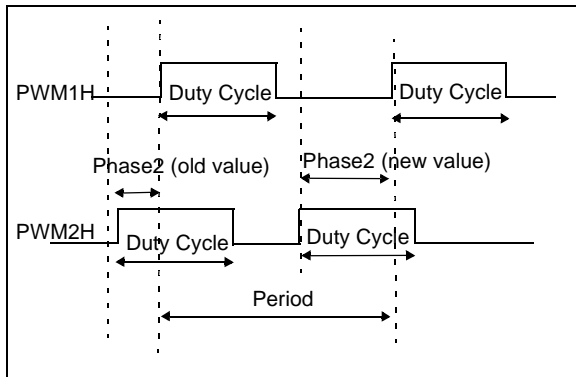 PWM1H
Duty Cycle
Duty Cycle
Phase2 (old value)
Phase2 (new value)
PWM2H
Duty Cycle
Duty Cycle
Period